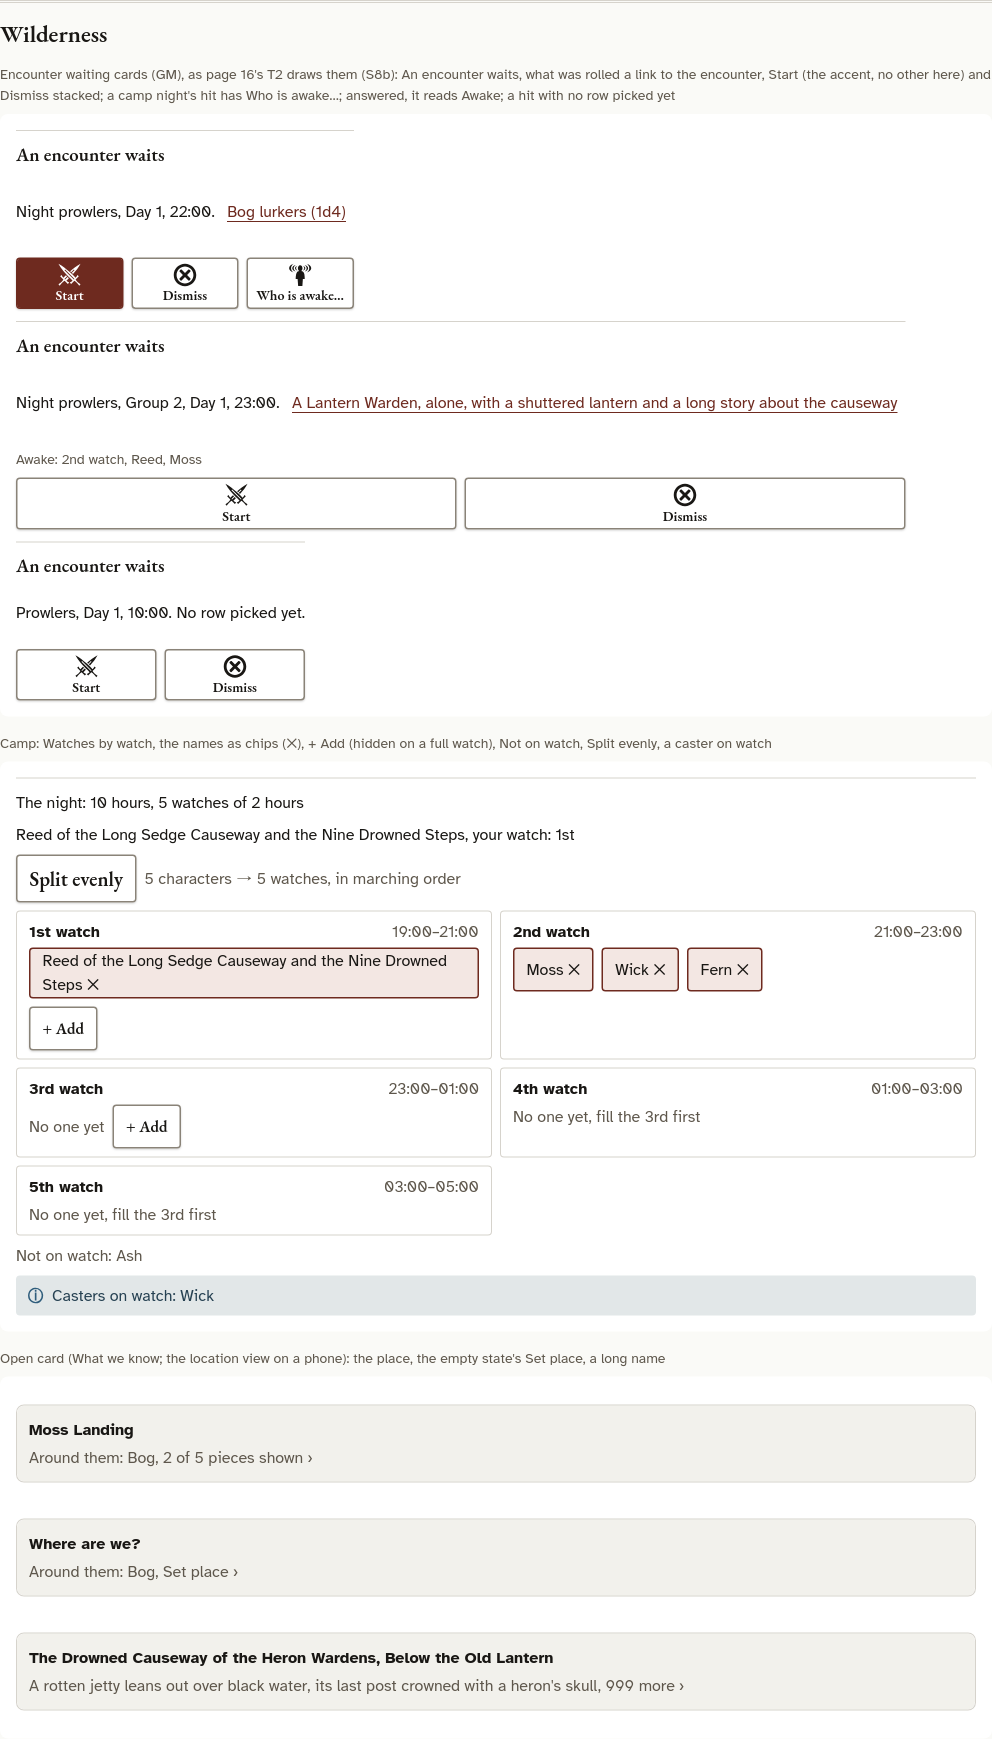 Wilderness
Encounter waiting cards (GM), as page 16's T2 draws them (S8b): An encounter waits, what was rolled a link to the encounter, Start (the accent, no other here) and
Dismiss stacked; a camp night's hit has Who is awake…; answered, it reads Awake; a hit with no row picked yet
An encounter waits
Night prowlers, Day 1, 22:00. Bog lurkers (1d4)
Start Dismiss Who is awake…
An encounter waits
Night prowlers, Group 2, Day 1, 23:00. A Lantern Warden, alone, with a shuttered lantern and a long story about the causeway
Awake: 2nd watch, Reed, Moss
Start Dismiss
An encounter waits
Prowlers, Day 1, 10:00. No row picked yet.
Start Dismiss
Camp: Watches by watch, the names as chips (✕), + Add (hidden on a full watch), Not on watch, Split evenly, a caster on watch
The night: 10 hours, 5 watches of 2 hours
Reed of the Long Sedge Causeway and the Nine Drowned Steps, your watch: 1st
Split evenly 5 characters → 5 watches, in marching order
1st watch 19:00–21:00
Reed of the Long Sedge Causeway and the Nine Drowned
Steps ✕
+ Add
2nd watch 21:00–23:00
Moss ✕ Wick ✕ Fern ✕
3rd watch 23:00–01:00
No one yet + Add
4th watch 01:00–03:00
No one yet, fill the 3rd first
5th watch 03:00–05:00
No one yet, fill the 3rd first
Not on watch: Ash
ⓘ Casters on watch: Wick
Open card (What we know; the location view on a phone): the place, the empty state's Set place, a long name
Moss Landing
Around them: Bog, 2 of 5 pieces shown ›
Where are we?
Around them: Bog, Set place ›
The Drowned Causeway of the Heron Wardens, Below the Old Lantern
A rotten jetty leans out over black water, its last post crowned with a heron's skull, 999 more ›